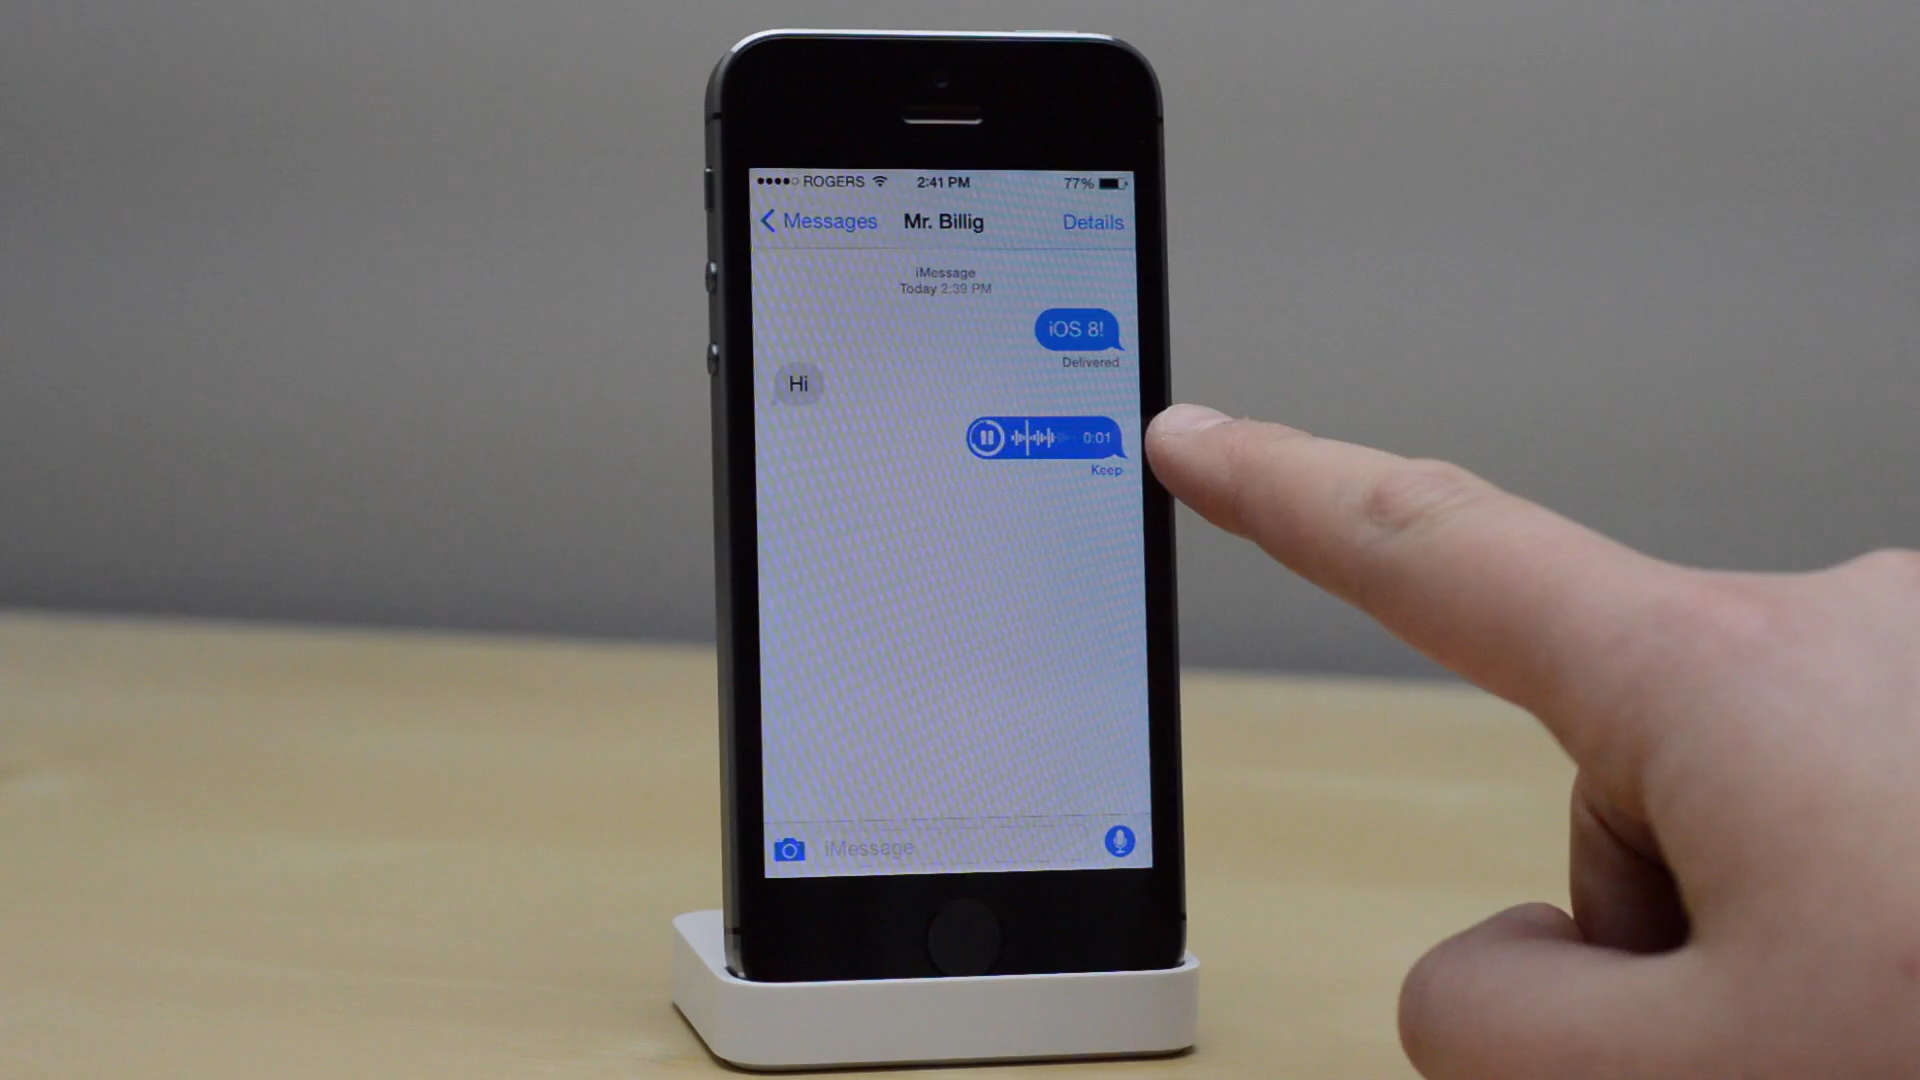 ROGERS 2:41 PM 77%
Messages Mr. Billig Details
iMessage
Today 2:39 PM
iOS 8!
Delivered
Hi
0:01
Keep
iMessage